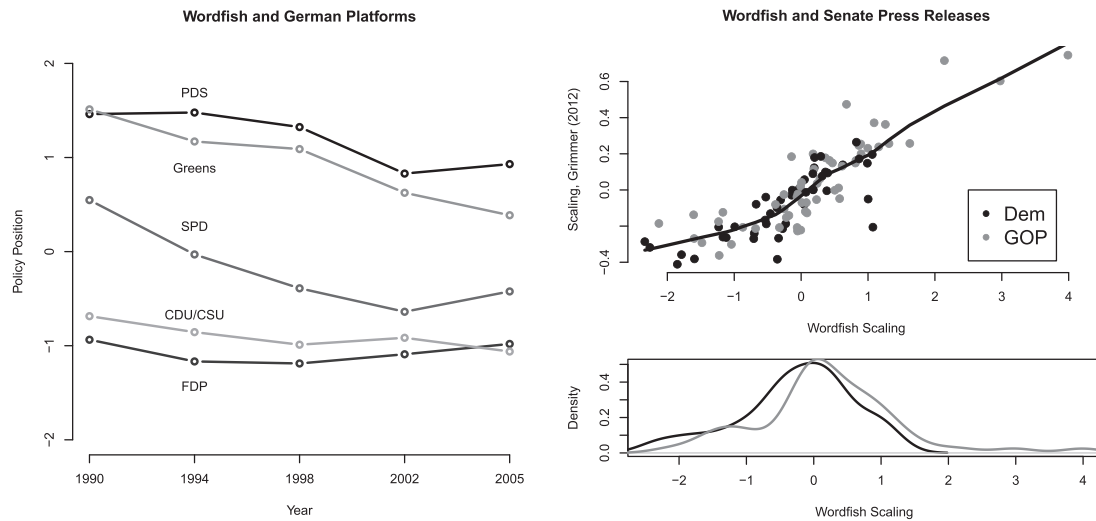 Wordfish and German Platforms
Policy Position
2
1
0
−1
−2
PDS
Greens
SPD
CDU/CSU
FDP
1990 1994 1998 2002 2005
Year
Wordfish and Senate Press Releases
Scaling, Grimmer (2012)
0.6
0.4
0.2
0.0
−0.4
Dem
GOP
−2 −1 0 1 2 3 4
Wordfish Scaling
Density
0.4
0.2
0.0
−2 −1 0 1 2 3 4
Wordfish Scaling